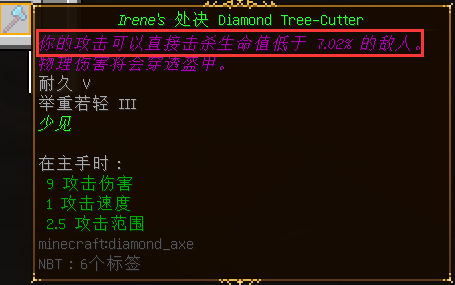 Irene's 处决 Diamond Tree-Cutter
你的攻击可以直接击杀生命值低于 7.02% 的敌人。
物理伤害将会穿透盔甲。
耐久 V
举重若轻 III
少见
在主手时：
9 攻击伤害
1 攻击速度
2.5 攻击范围
minecraft:diamond_axe
NBT：6个标签